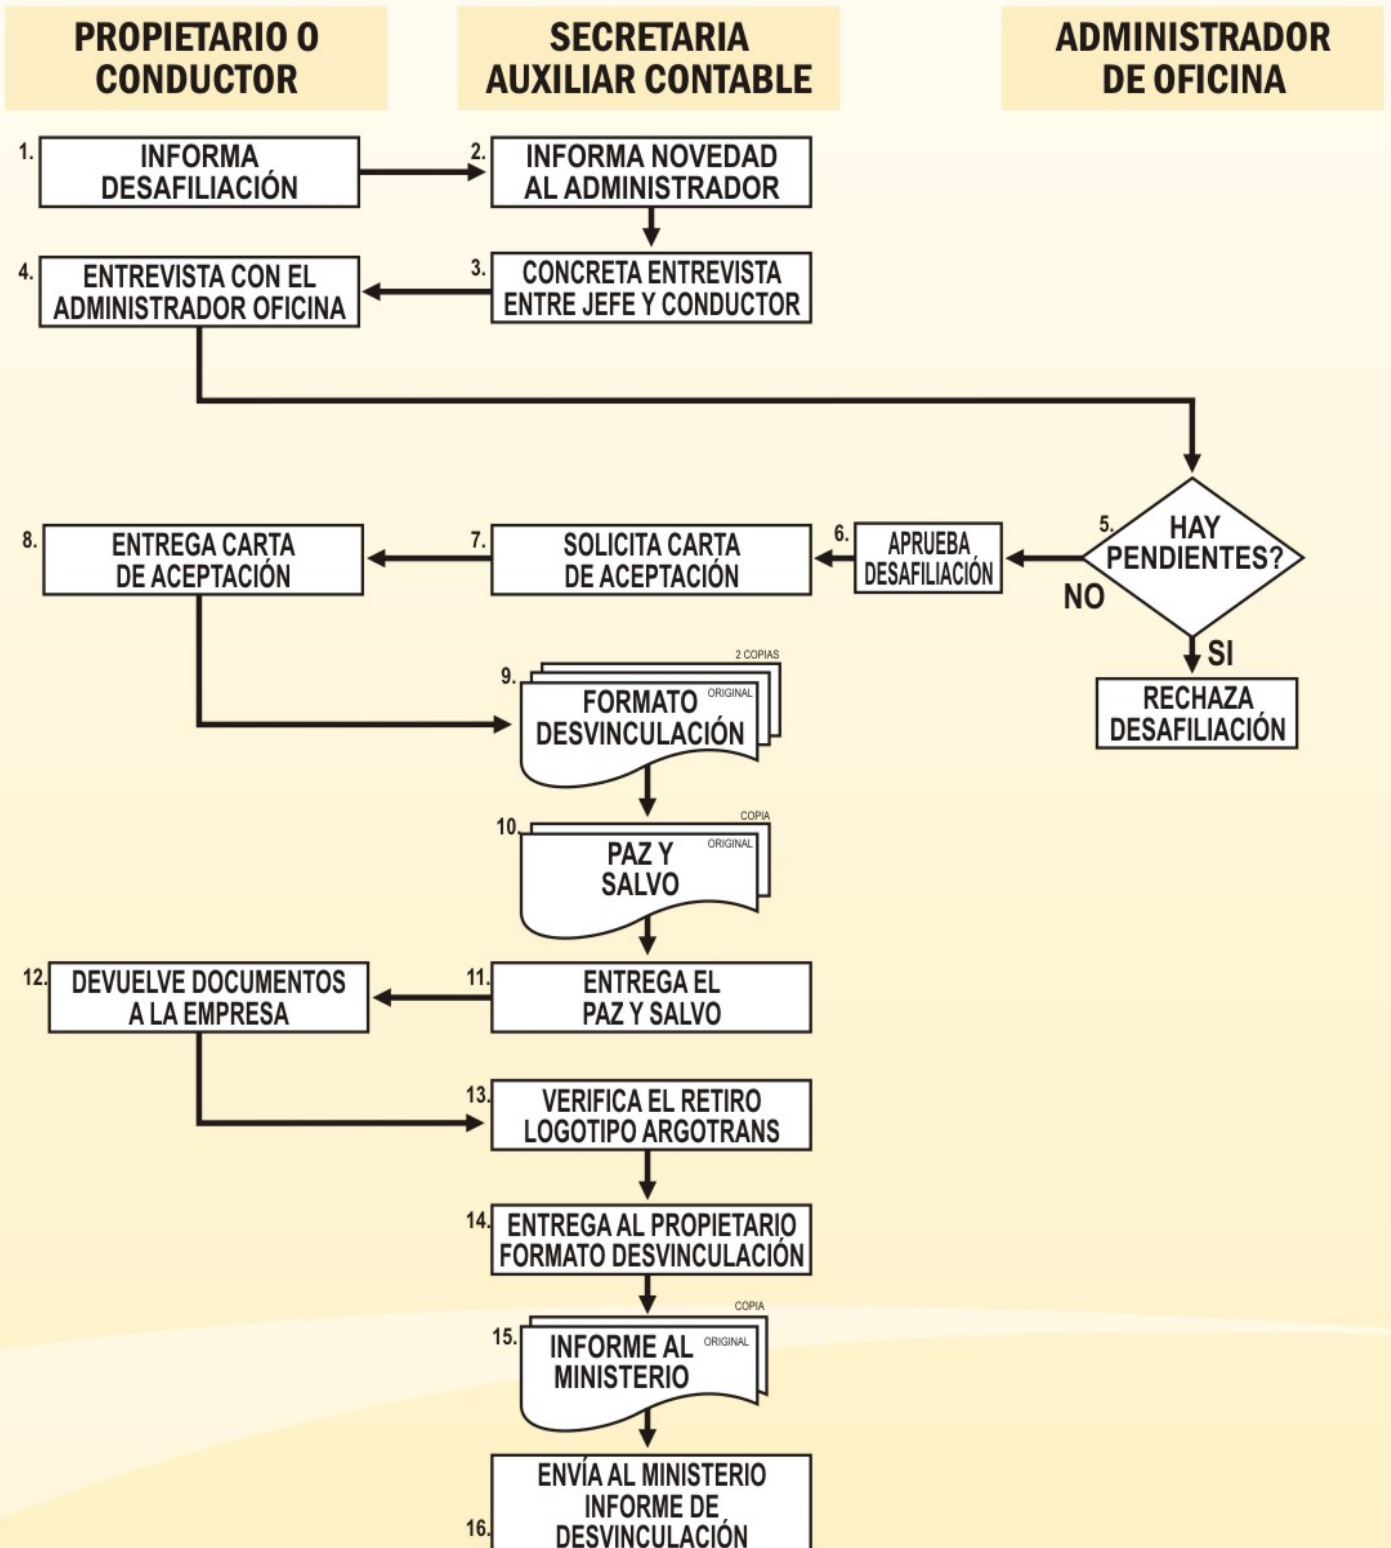 PROPIETARIO O
CONDUCTOR
SECRETARIA
AUXILIAR CONTABLE
ADMINISTRADOR
DE OFICINA
1.
INFORMA
DESAFILIACIÓN
2.
INFORMA NOVEDAD
AL ADMINISTRADOR
4.
ENTREVISTA CON EL
ADMINISTRADOR OFICINA
3.
CONCRETA ENTREVISTA
ENTRE JEFE Y CONDUCTOR
5.
HAY
PENDIENTES?
NO
SI
RECHAZA
DESAFILIACIÓN
6.
APRUEBA
DESAFILIACIÓN
7.
SOLICITA CARTA
DE ACEPTACIÓN
8.
ENTREGA CARTA
DE ACEPTACIÓN
2 COPIAS
9.
ORIGINAL
FORMATO
DESVINCULACIÓN
COPIA
10.
ORIGINAL
PAZ Y
SALVO
11.
ENTREGA EL
PAZ Y SALVO
12.
DEVUELVE DOCUMENTOS
A LA EMPRESA
13.
VERIFICA EL RETIRO
LOGOTIPO ARGOTRANS
14.
ENTREGA AL PROPIETARIO
FORMATO DESVINCULACIÓN
COPIA
15.
ORIGINAL
INFORME AL
MINISTERIO
16.
ENVÍA AL MINISTERIO
INFORME DE
DESVINCULACIÓN